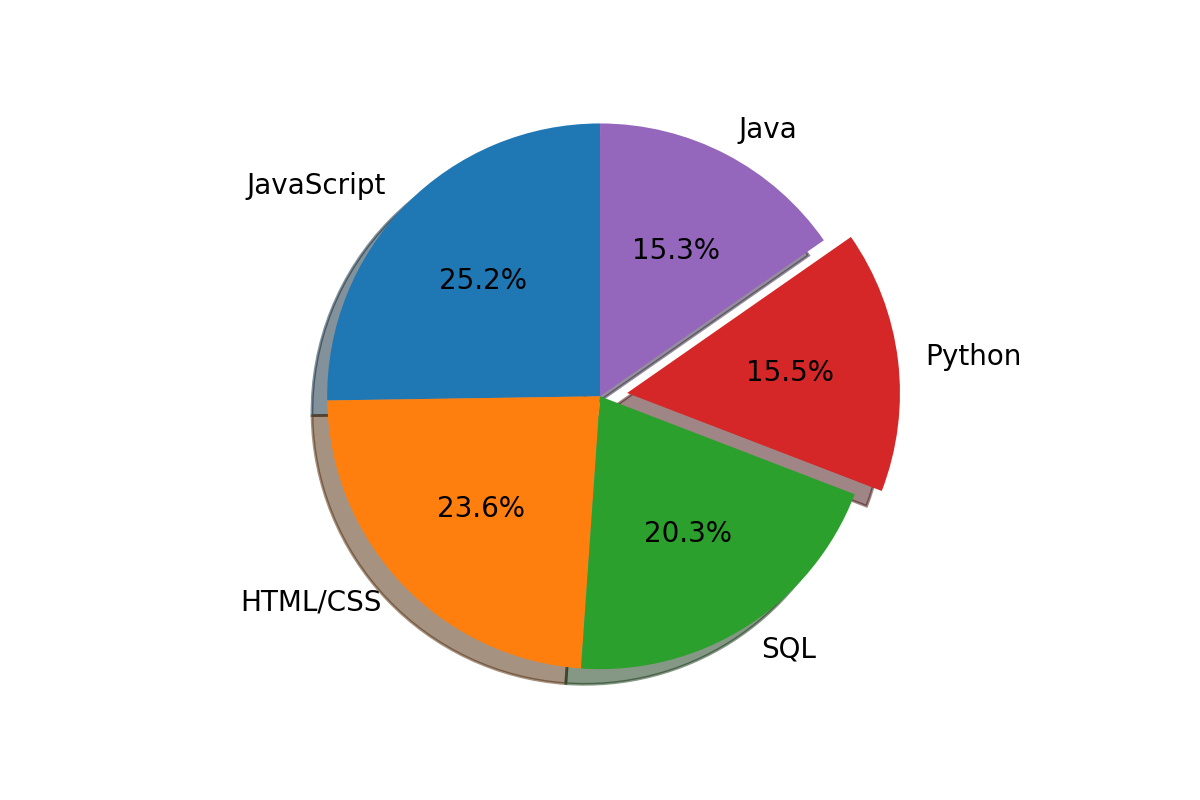 Java
JavaScript
15.3%
25.2%
Python
15.5%
23.6%
20.3%
HTML/CSS
SQL